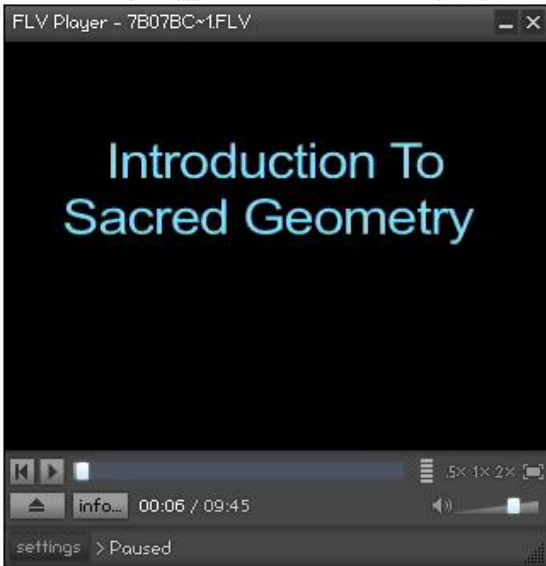 FLV Player - 7B07BC~1.FLV
Introduction To
Sacred Geometry
.5× 1× 2×
info... 00:06 / 09:45
settings > Paused